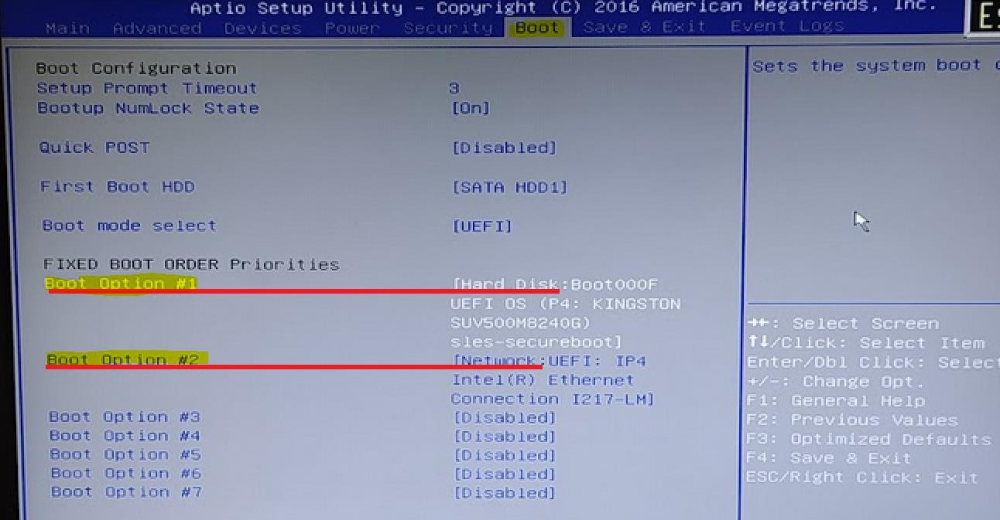 Aptio Setup Utility - Copyright (C) 2016 American Megatrends, Inc.
Main Advanced Devices Power Security Boot Save & Exit Event Logs
Boot Configuration
Setup Prompt Timeout 3
Bootup NumLock State [On]
Quick POST [Disabled]
First Boot HDD [SATA HDD1]
Boot mode select [UEFI]
FIXED BOOT ORDER Priorities
Boot Option #1 [Hard Disk:Boot000F
UEFI OS (P4: KINGSTON
SUV500M8240G)
sles-secureboot]
Boot Option #2 [Network:UEFI: IP4
Intel(R) Ethernet
Connection I217-LM]
Boot Option #3 [Disabled]
Boot Option #4 [Disabled]
Boot Option #5 [Disabled]
Boot Option #6 [Disabled]
Boot Option #7 [Disabled]
Sets the system boot
→←: Select Screen
↑↓/Click: Select Item
Enter/Dbl Click: Select
+/-: Change Opt.
F1: General Help
F2: Previous Values
F3: Optimized Defaults
F4: Save & Exit
ESC/Right Click: Exit